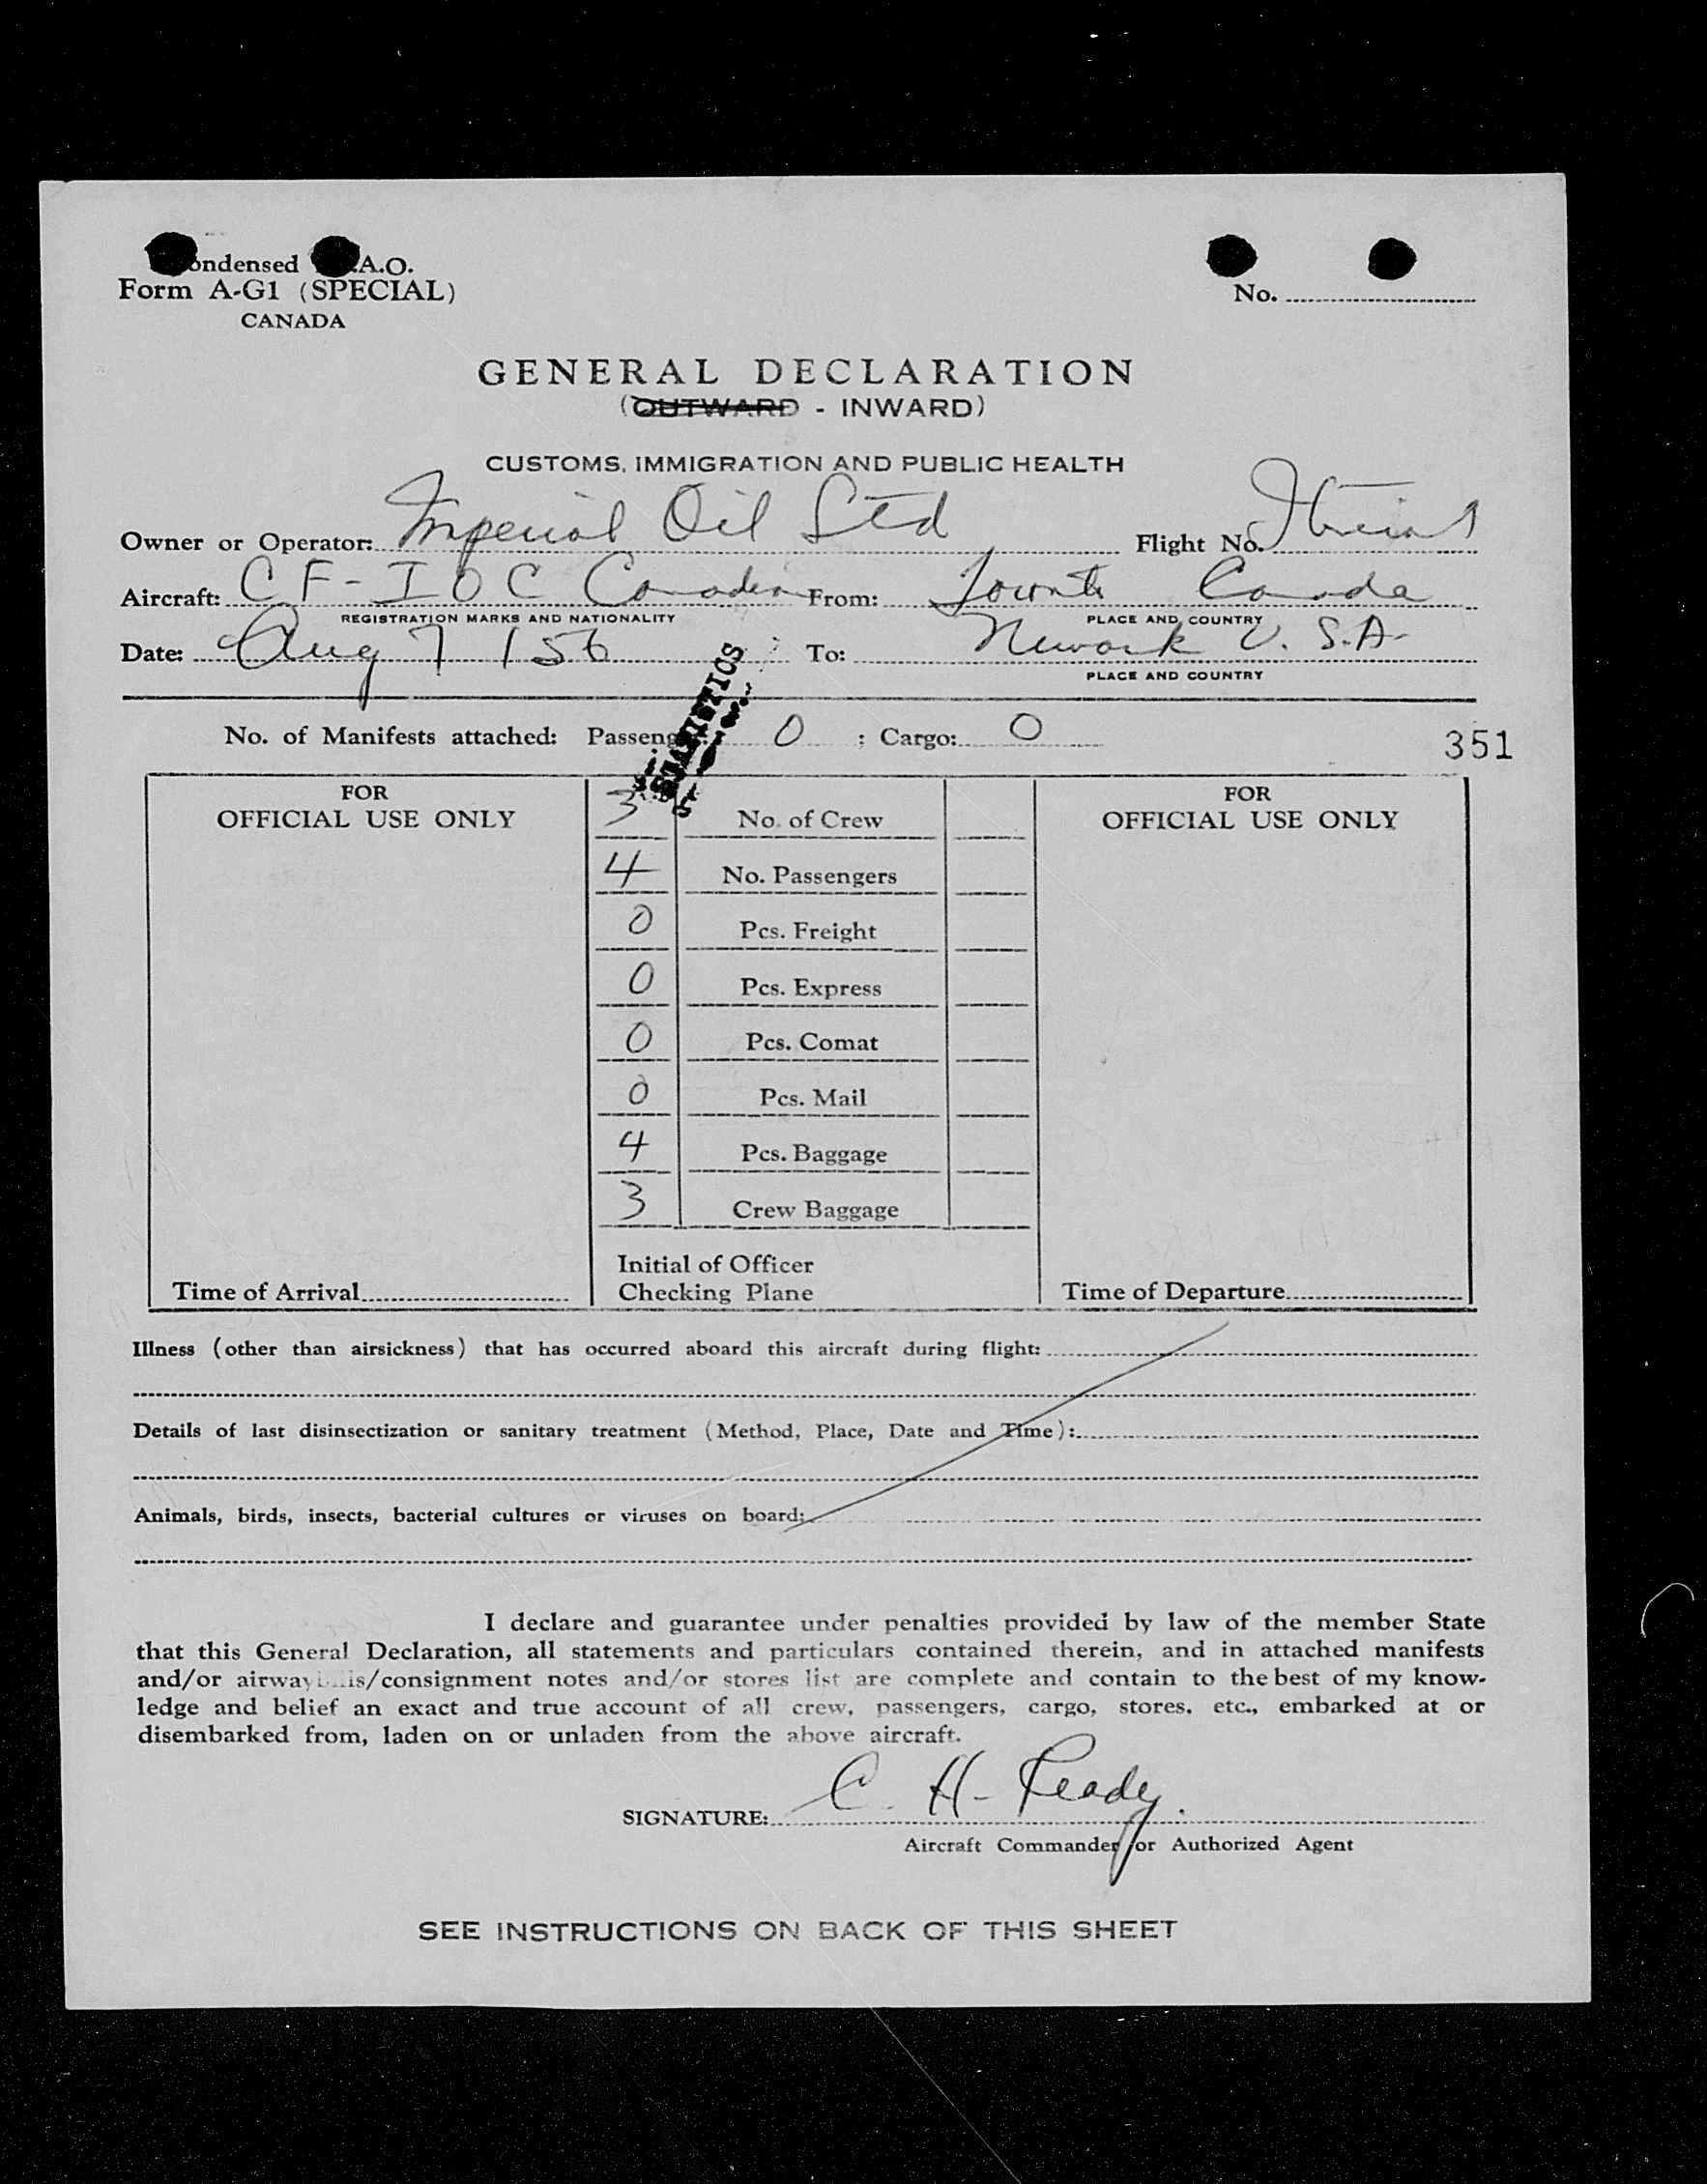 ondensed .A.O.
Form A-G1 (SPECIAL)
CANADA
No.
GENERAL DECLARATION
(OUTWARD - INWARD)
CUSTOMS, IMMIGRATION AND PUBLIC HEALTH
Owner or Operator: Imperial Oil Ltd Flight No.
Aircraft: CF-IOC Canadian From: Toronto Canada
REGISTRATION MARKS AND NATIONALITY PLACE AND COUNTRY
Date: Aug 7 / 56 To: Newark U.S.A.
PLACE AND COUNTRY
STATISTICS
No. of Manifests attached: Passeng 0 ; Cargo: 0
351
FOR
OFFICIAL USE ONLY
3 No. of Crew
4 No. Passengers
0 Pcs. Freight
0 Pcs. Express
0 Pcs. Comat
0 Pcs. Mail
4 Pcs. Baggage
3 Crew Baggage
Initial of Officer
Checking Plane
Time of Arrival
FOR
OFFICIAL USE ONLY
Time of Departure
Illness (other than airsickness) that has occurred aboard this aircraft during flight:
Details of last disinsectization or sanitary treatment (Method, Place, Date and Time):
Animals, birds, insects, bacterial cultures or viruses on board:
I declare and guarantee under penalties provided by law of the member State
that this General Declaration, all statements and particulars contained therein, and in attached manifests
and/or airwaybills/consignment notes and/or stores list are complete and contain to the best of my know-
ledge and belief an exact and true account of all crew, passengers, cargo, stores, etc., embarked at or
disembarked from, laden on or unladen from the above aircraft.
SIGNATURE: C. H. Ready.
Aircraft Commander or Authorized Agent
SEE INSTRUCTIONS ON BACK OF THIS SHEET